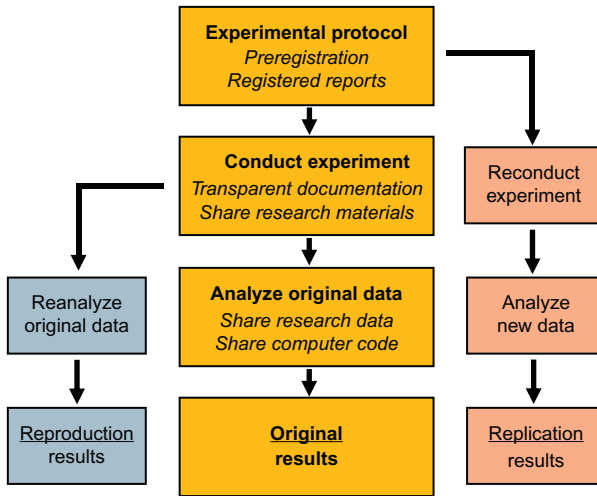 Experimental protocol
Preregistration
Registered reports
Conduct experiment
Transparent documentation
Share research materials
Reconduct
experiment
Reanalyze
original data
Analyze original data
Share research data
Share computer code
Analyze
new data
Reproduction
results
Original
results
Replication
results